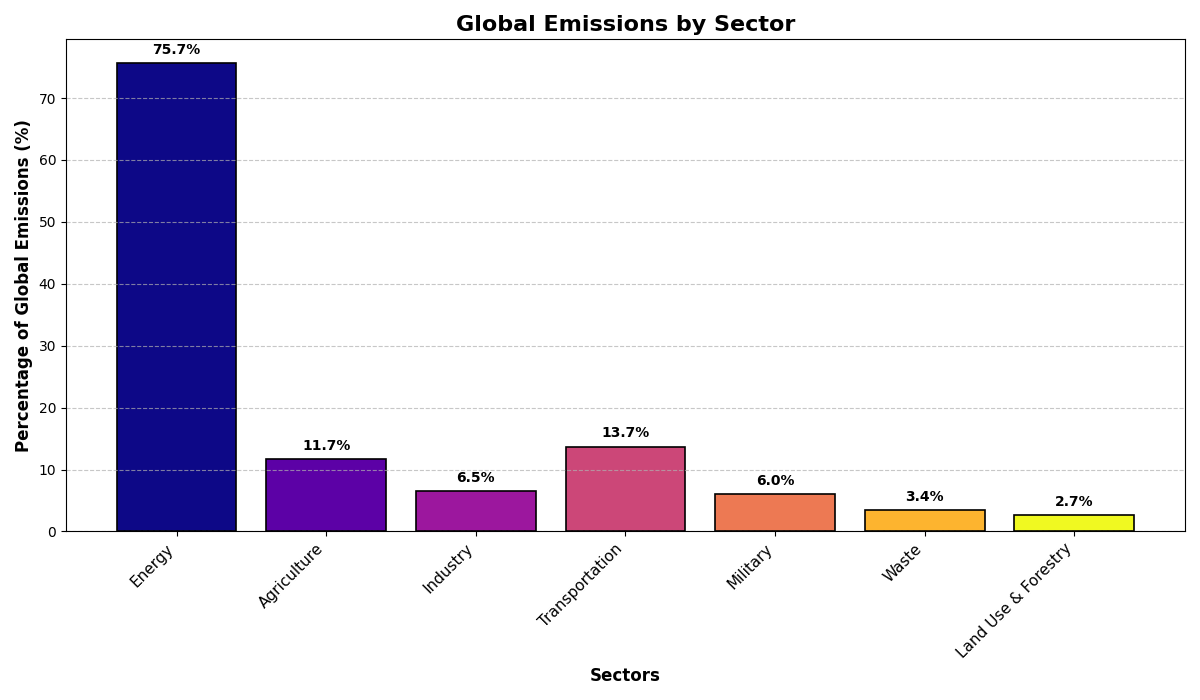 Global Emissions by Sector
Percentage of Global Emissions (%)
70
60
50
40
30
20
10
0
75.7%
11.7%
6.5%
13.7%
6.0%
3.4%
2.7%
Energy
Agriculture
Industry
Transportation
Military
Waste
Land Use & Forestry
Sectors